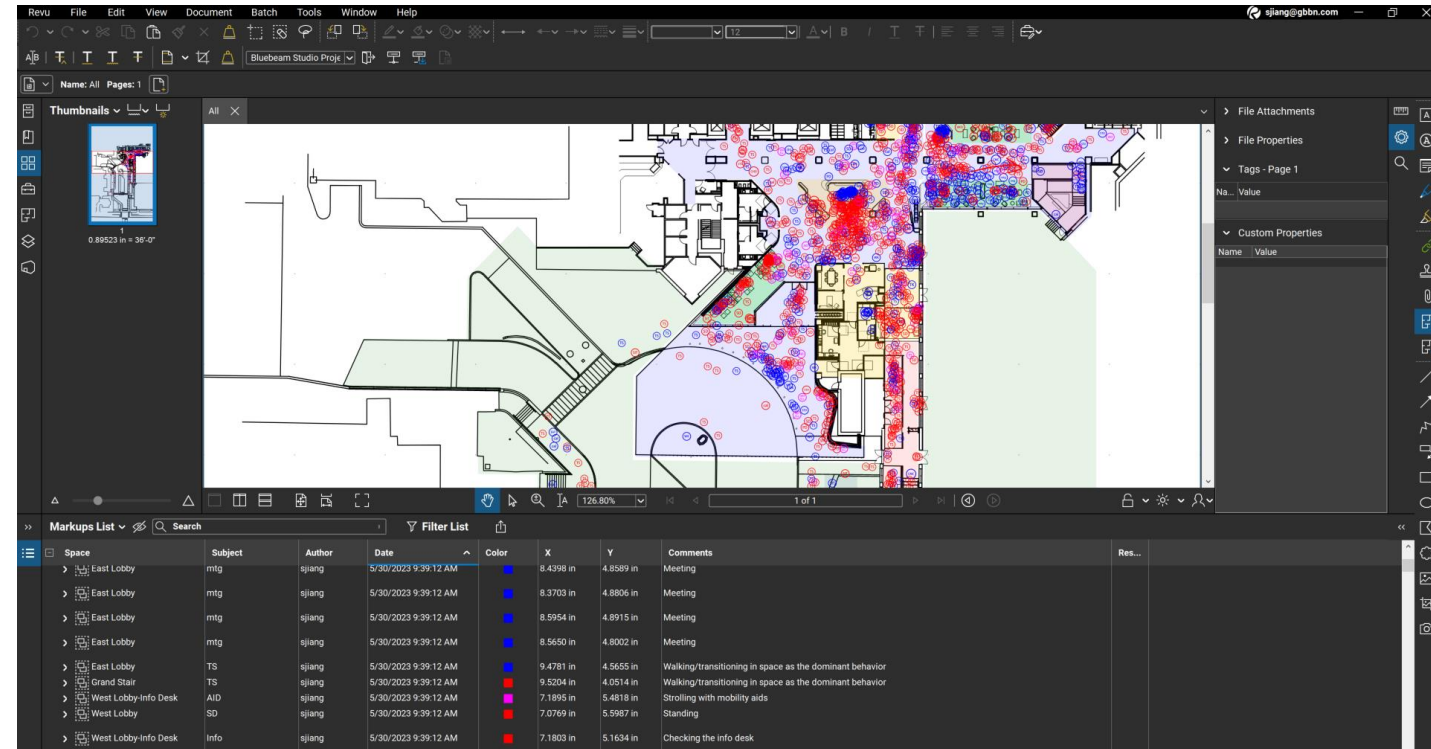 Revu File Edit View Document Batch Tools Window Help sjiang@gbbn.com
12
Bluebeam Studio Proje
Name: All Pages: 1
Thumbnails
All
File Attachments
File Properties
Tags - Page 1
Na... Value
Custom Properties
Name Value
1
0.89523 in = 36'-0"
126.80% 1 of 1
Markups List Search Filter List
Space Subject Author Date Color X Y Comments Res...
East Lobby mtg sjiang 5/30/2023 9:39:12 AM 8.4398 in 4.8589 in Meeting
East Lobby mtg sjiang 5/30/2023 9:39:12 AM 8.3703 in 4.8806 in Meeting
East Lobby mtg sjiang 5/30/2023 9:39:12 AM 8.5954 in 4.8915 in Meeting
East Lobby mtg sjiang 5/30/2023 9:39:12 AM 8.5650 in 4.8002 in Meeting
East Lobby TS sjiang 5/30/2023 9:39:12 AM 9.4781 in 4.5655 in Walking/transitioning in space as the dominant behavior
Grand Stair TS sjiang 5/30/2023 9:39:12 AM 9.5204 in 4.0514 in Walking/transitioning in space as the dominant behavior
West Lobby-Info Desk AID sjiang 5/30/2023 9:39:12 AM 7.1895 in 5.4818 in Strolling with mobility aids
West Lobby SD sjiang 5/30/2023 9:39:12 AM 7.0769 in 5.5987 in Standing
West Lobby-Info Desk Info sjiang 5/30/2023 9:39:12 AM 7.1803 in 5.1634 in Checking the info desk